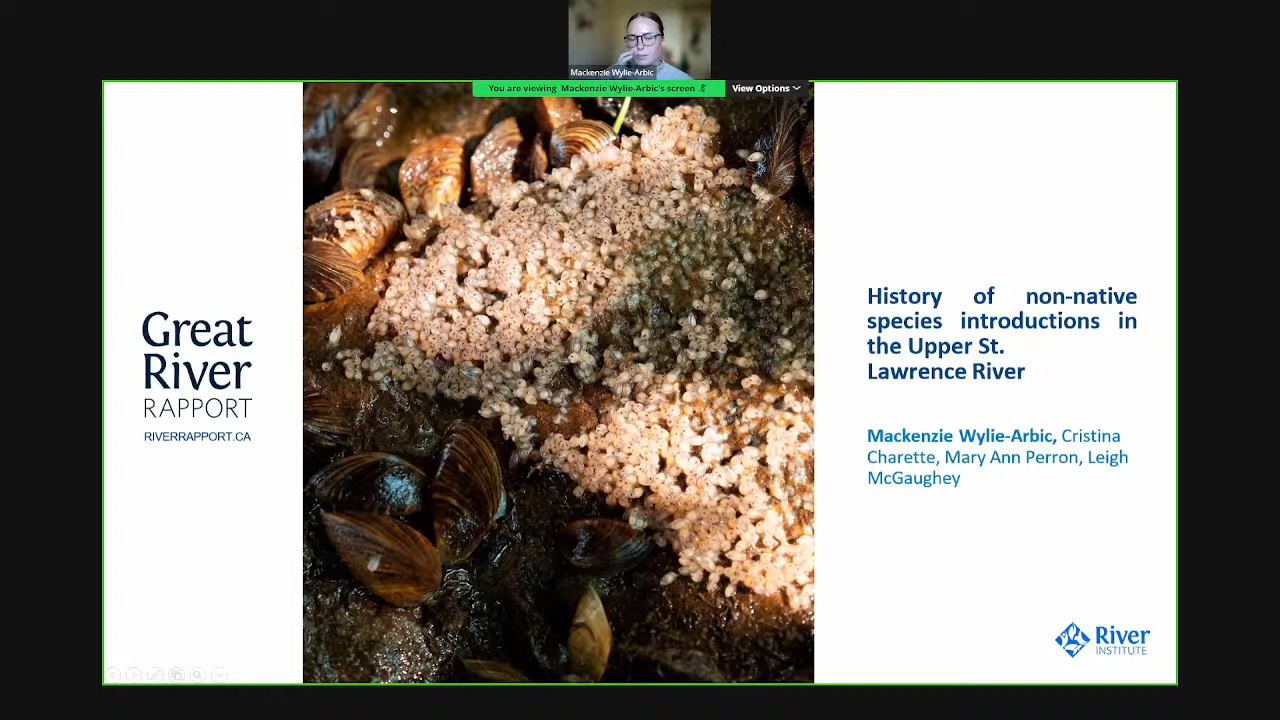 Mackenzie Wylie-Arbic
You are viewing Mackenzie Wylie-Arbic's screen
View Options
Great
River
RAPPORT
RIVERRAPPORT.CA
History of non-native
species introductions in
the Upper St.
Lawrence River
Mackenzie Wylie-Arbic, Cristina
Charette, Mary Ann Perron, Leigh
McGaughey
River
INSTITUTE